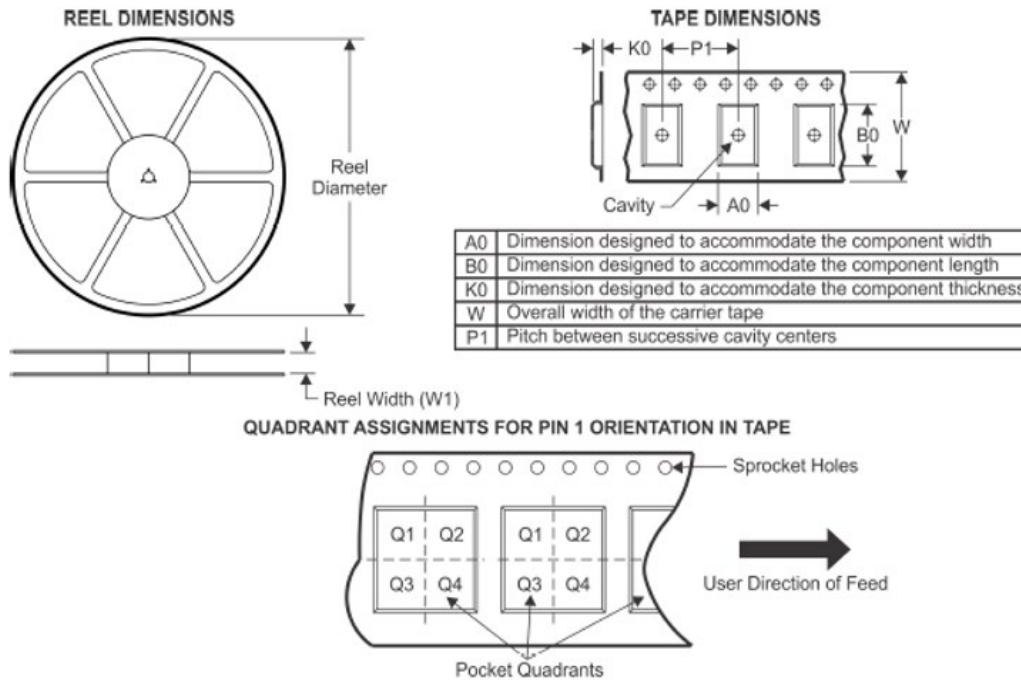 REEL DIMENSIONS
Reel
Diameter
Reel Width (W1)
TAPE DIMENSIONS
K0
P1
B0
W
Cavity
A0
A0 Dimension designed to accommodate the component width
B0 Dimension designed to accommodate the component length
K0 Dimension designed to accommodate the component thickness
W Overall width of the carrier tape
P1 Pitch between successive cavity centers
QUADRANT ASSIGNMENTS FOR PIN 1 ORIENTATION IN TAPE
Sprocket Holes
Q1 Q2 Q1 Q2
Q3 Q4 Q3 Q4
User Direction of Feed
Pocket Quadrants